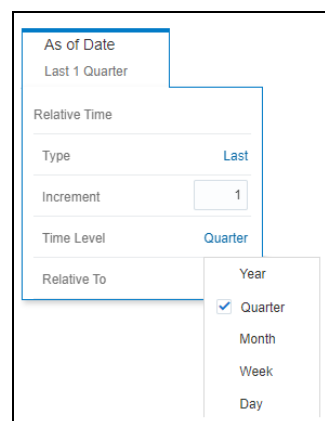 As of Date
Last 1 Quarter
Relative Time
Type Last
Increment 1
Time Level Quarter
Relative To
Year
Quarter
Month
Week
Day